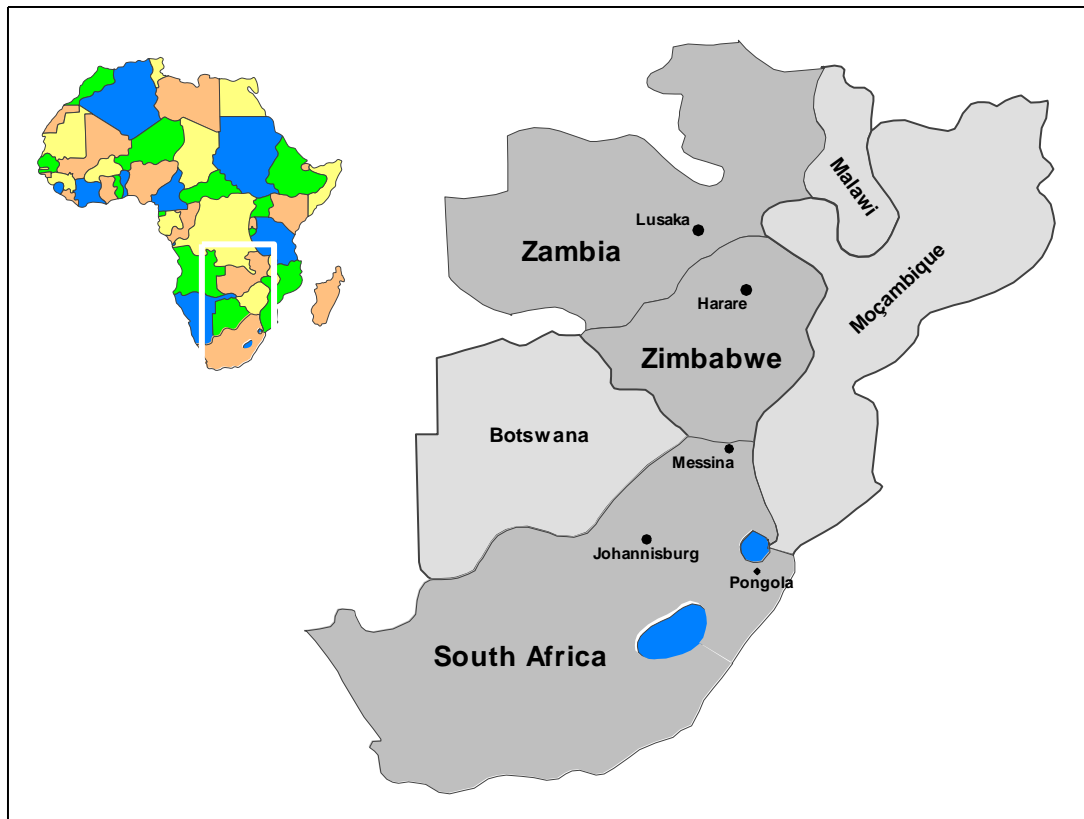 Malawi
Lusaka
Zambia
Moçambique
Harare
Zimbabwe
Botswana
Messina
Johannisburg
Pongola
South Africa